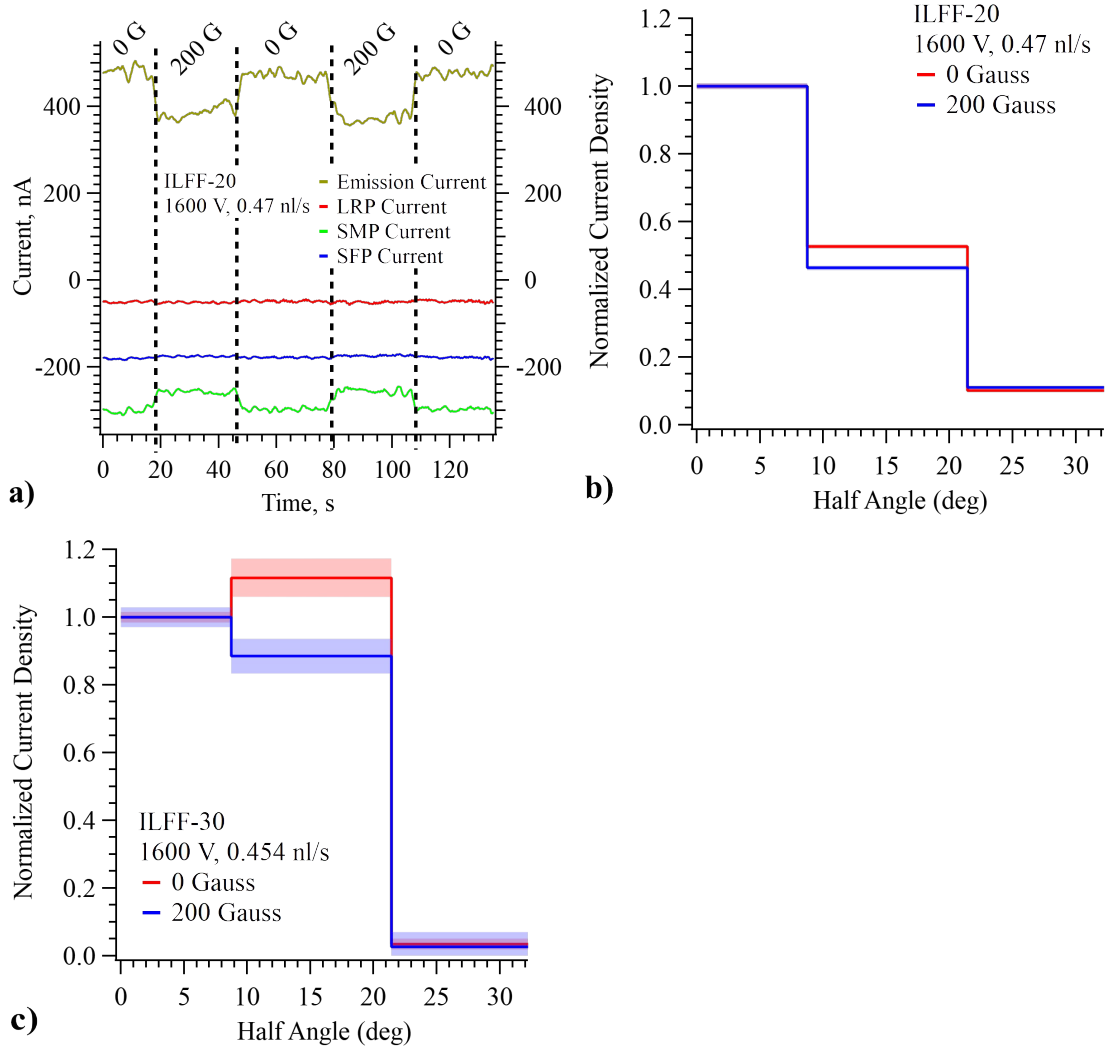 0 G
200 G
0 G
200 G
0 G
400
200
0
-200
400
200
0
-200
Current, nA
ILFF-20
1600 V, 0.47 nl/s
Emission Current
LRP Current
SMP Current
SFP Current
0
20
40
60
80
100
120
Time, s
a)
ILFF-20
1600 V, 0.47 nl/s
0 Gauss
200 Gauss
1.2
1.0
0.8
0.6
0.4
0.2
0.0
Normalized Current Density
0
5
10
15
20
25
30
Half Angle (deg)
b)
1.2
1.0
0.8
0.6
0.4
0.2
0.0
Normalized Current Density
ILFF-30
1600 V, 0.454 nl/s
0 Gauss
200 Gauss
0
5
10
15
20
25
30
Half Angle (deg)
c)